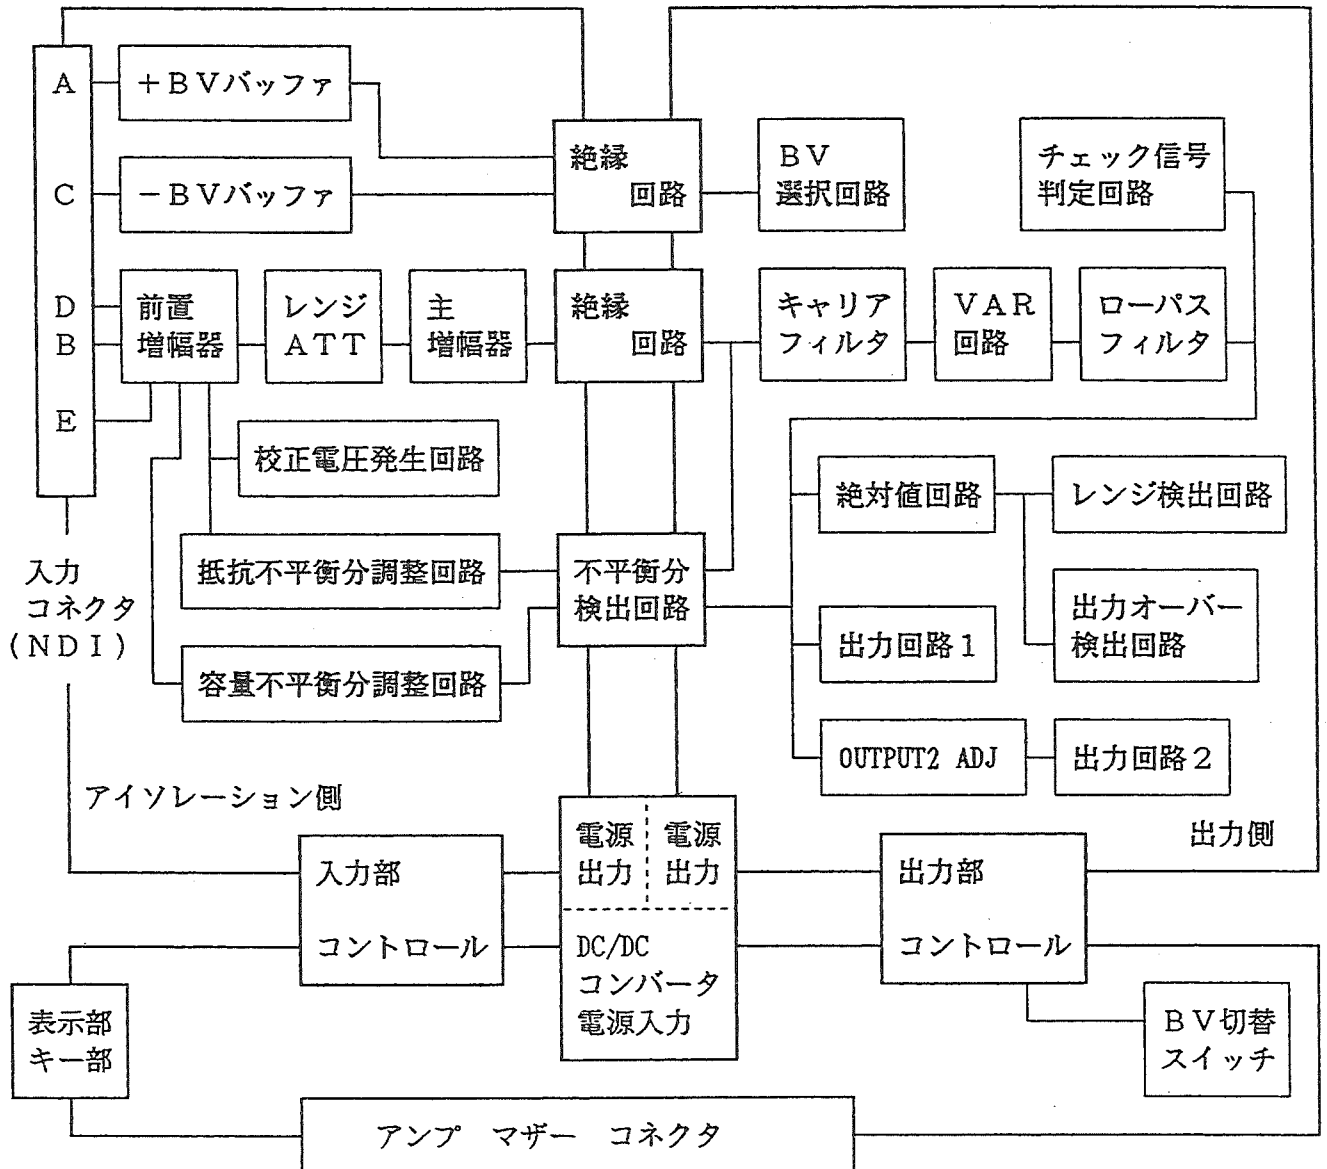 A
+BVバッファ
C
-BVバッファ
絶縁
回路
BV
選択回路
チェック信号
判定回路
D
B
E
前置
増幅器
レンジ
ATT
主
増幅器
絶縁
回路
キャリア
フィルタ
VAR
回路
ローパス
フィルタ
校正電圧発生回路
絶対値回路
レンジ検出回路
入力
コネクタ
(NDI)
抵抗不平衡分調整回路
不平衡分
検出回路
出力回路1
出力オーバー
検出回路
容量不平衡分調整回路
OUTPUT2 ADJ
出力回路2
アイソレーション側
出力側
入力部
コントロール
電源
出力
電源
出力
DC/DC
コンバータ
電源入力
出力部
コントロール
表示部
キー部
BV切替
スイッチ
アンプ マザー コネクタ